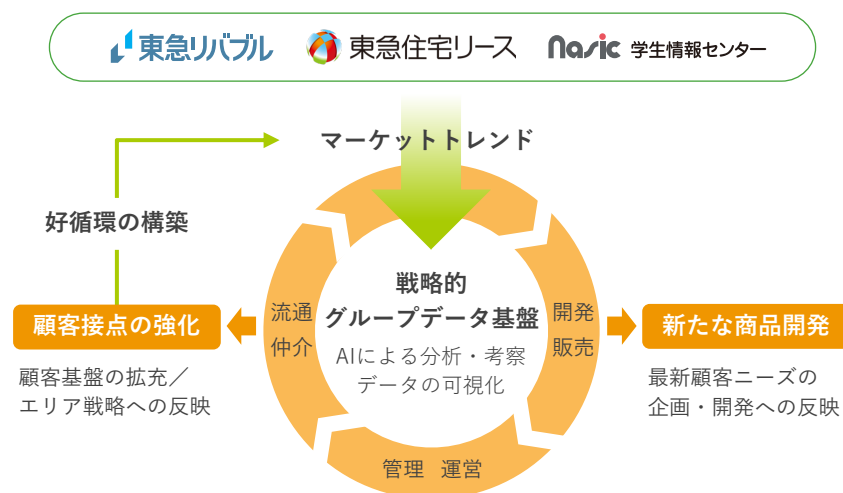 東急リバブル
東急住宅リース
nasic 学生情報センター
マーケットトレンド
好循環の構築
戦略的
グループデータ基盤
AIによる分析・考察
データの可視化
流通
仲介
開発
販売
管理 運営
顧客接点の強化
顧客基盤の拡充／
エリア戦略への反映
新たな商品開発
最新顧客ニーズの
企画・開発への反映